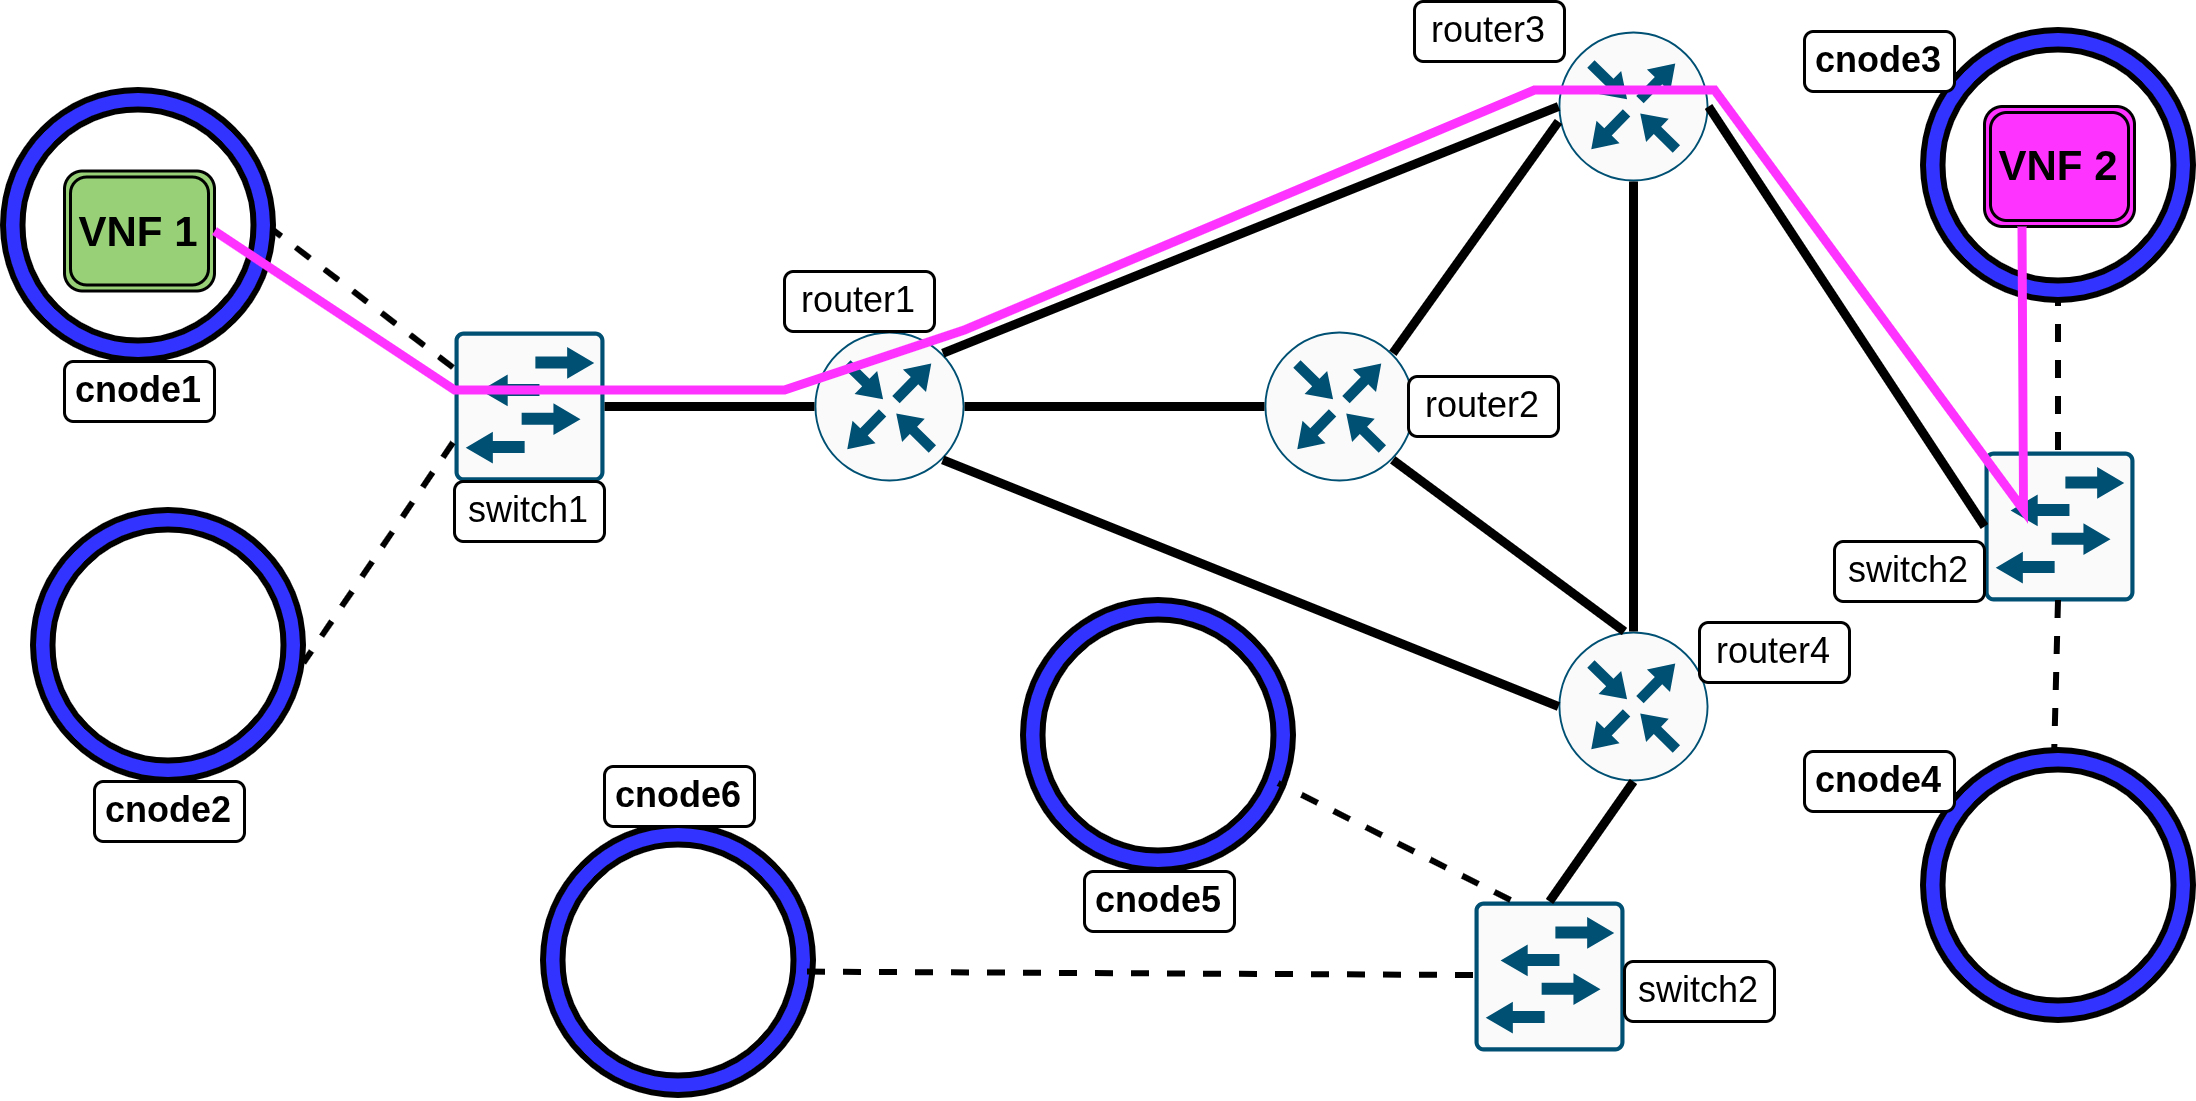 router3
cnode3
VNF 2
VNF 1
router1
cnode1
router2
switch1
switch2
router4
cnode4
cnode6
cnode2
cnode5
switch2